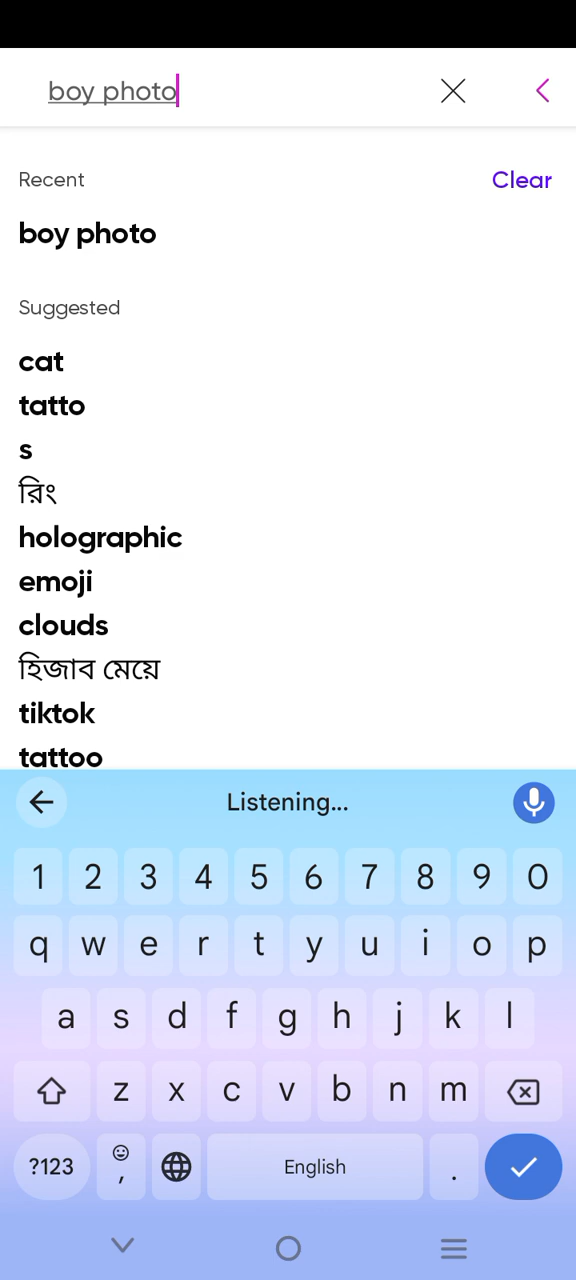 boy photo
Recent Clear
boy photo
Suggested
cat
tatto
s
রিং
holographic
emoji
clouds
হিজাব মেয়ে
tiktok
tattoo
Listening...
1 2 3 4 5 6 7 8 9 0
q w e r t y u i o p
a s d f g h j k l
z x c v b n m
?123 , English .